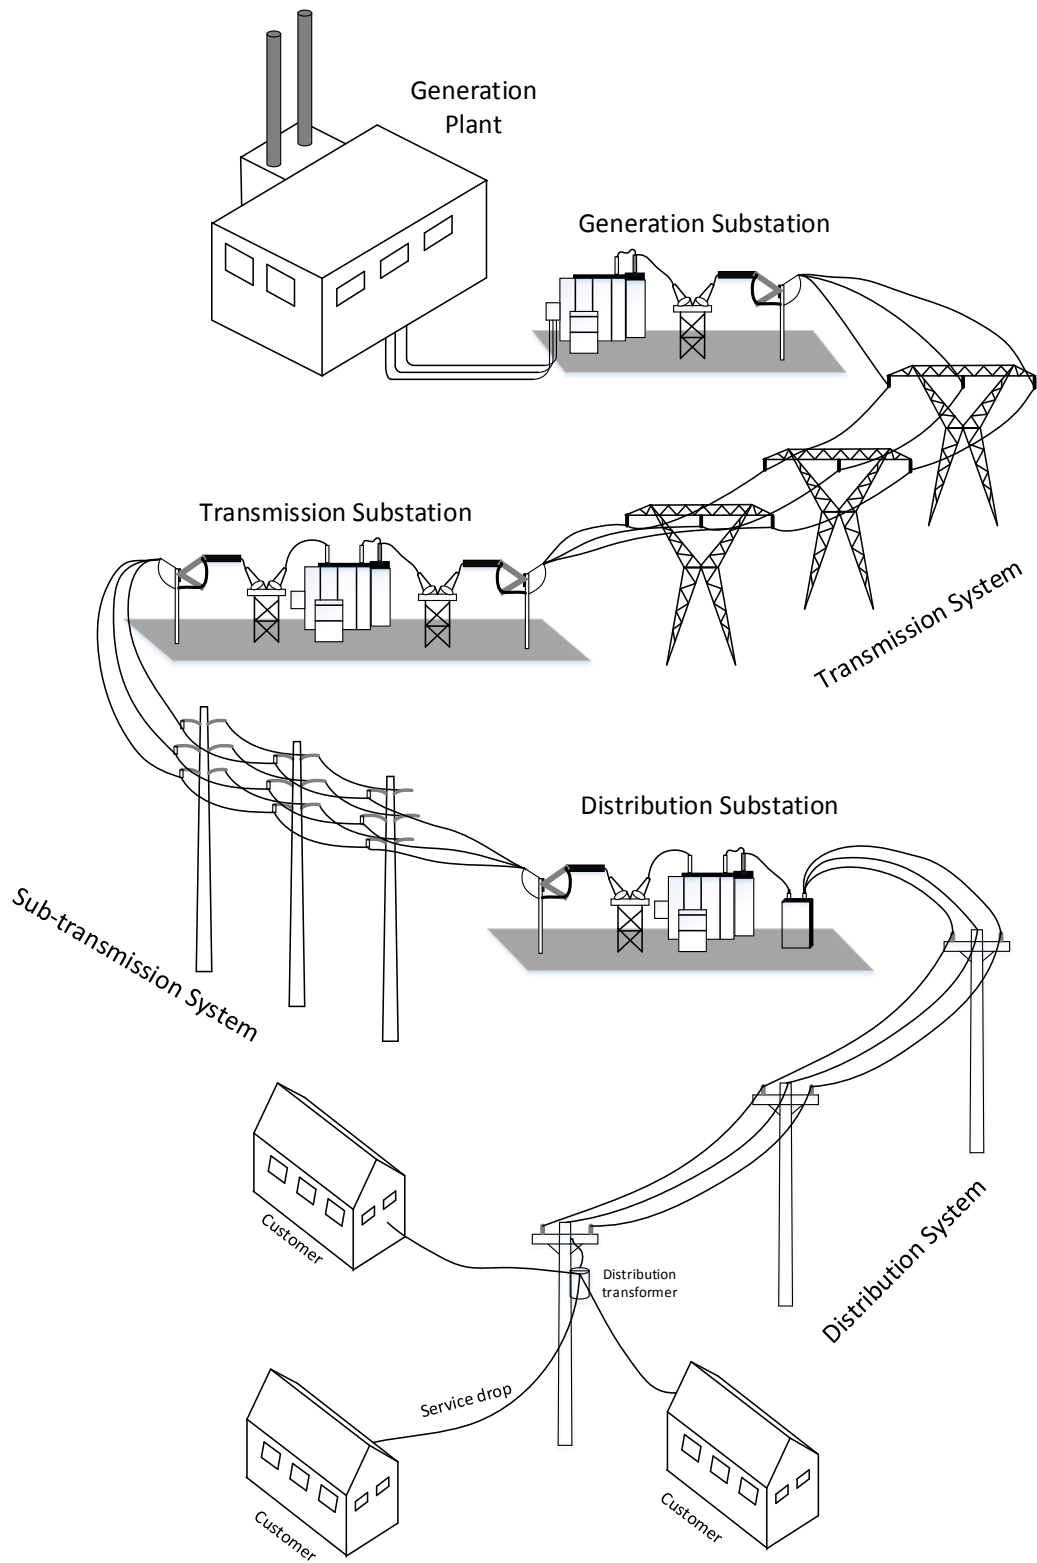 Generation
Plant
Generation Substation
Transmission Substation
Transmission System
Distribution Substation
Sub-transmission System
Distribution System
Customer
Distribution
transformer
Service drop
Customer
Customer